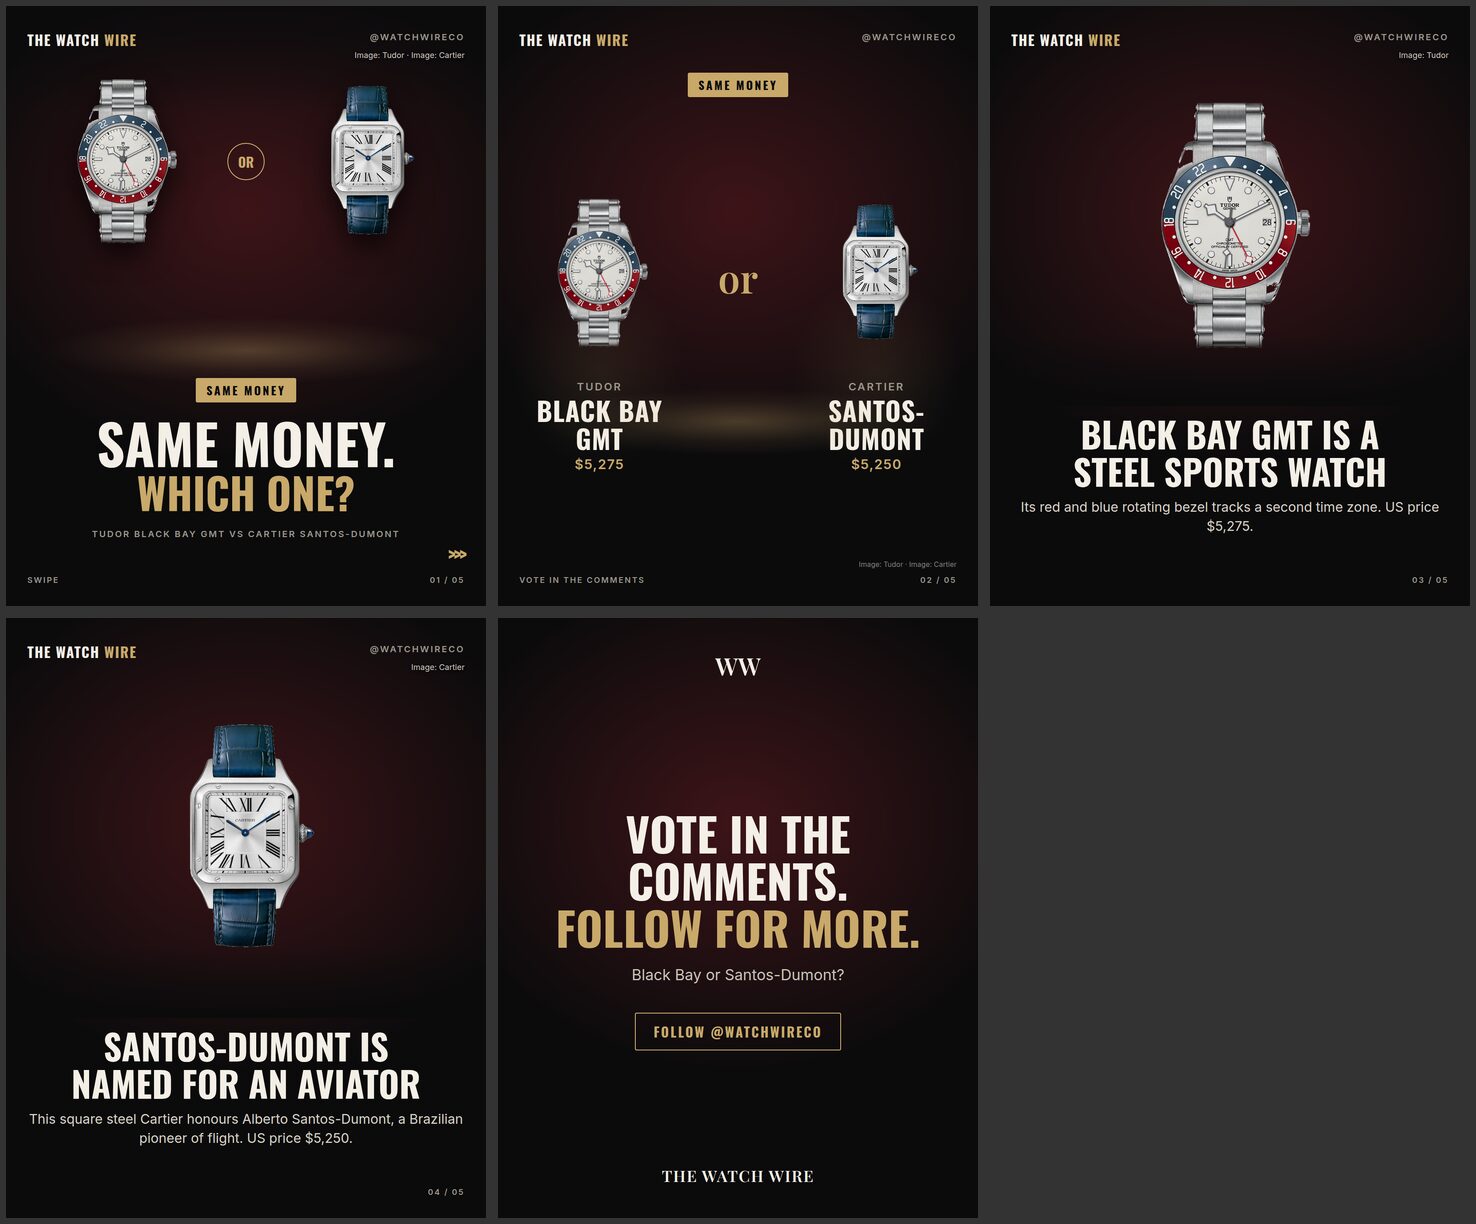 THE WATCH WIRE
@WATCHWIRECO
Image: Tudor · Image: Cartier
OR
SAME MONEY
SAME MONEY.
WHICH ONE?
TUDOR BLACK BAY GMT VS CARTIER SANTOS-DUMONT
>>>
SWIPE
01 / 05
THE WATCH WIRE
@WATCHWIRECO
SAME MONEY
or
TUDOR
BLACK BAY
GMT
$5,275
CARTIER
SANTOS-
DUMONT
$5,250
Image: Tudor · Image: Cartier
VOTE IN THE COMMENTS
02 / 05
THE WATCH WIRE
@WATCHWIRECO
Image: Tudor
TUDOR
BLACK BAY GMT IS A
STEEL SPORTS WATCH
Its red and blue rotating bezel tracks a second time zone. US price
$5,275.
03 / 05
THE WATCH WIRE
@WATCHWIRECO
Image: Cartier
CARTIER
SANTOS-DUMONT IS
NAMED FOR AN AVIATOR
This square steel Cartier honours Alberto Santos-Dumont, a Brazilian
pioneer of flight. US price $5,250.
04 / 05
WW
VOTE IN THE
COMMENTS.
FOLLOW FOR MORE.
Black Bay or Santos-Dumont?
FOLLOW @WATCHWIRECO
THE WATCH WIRE